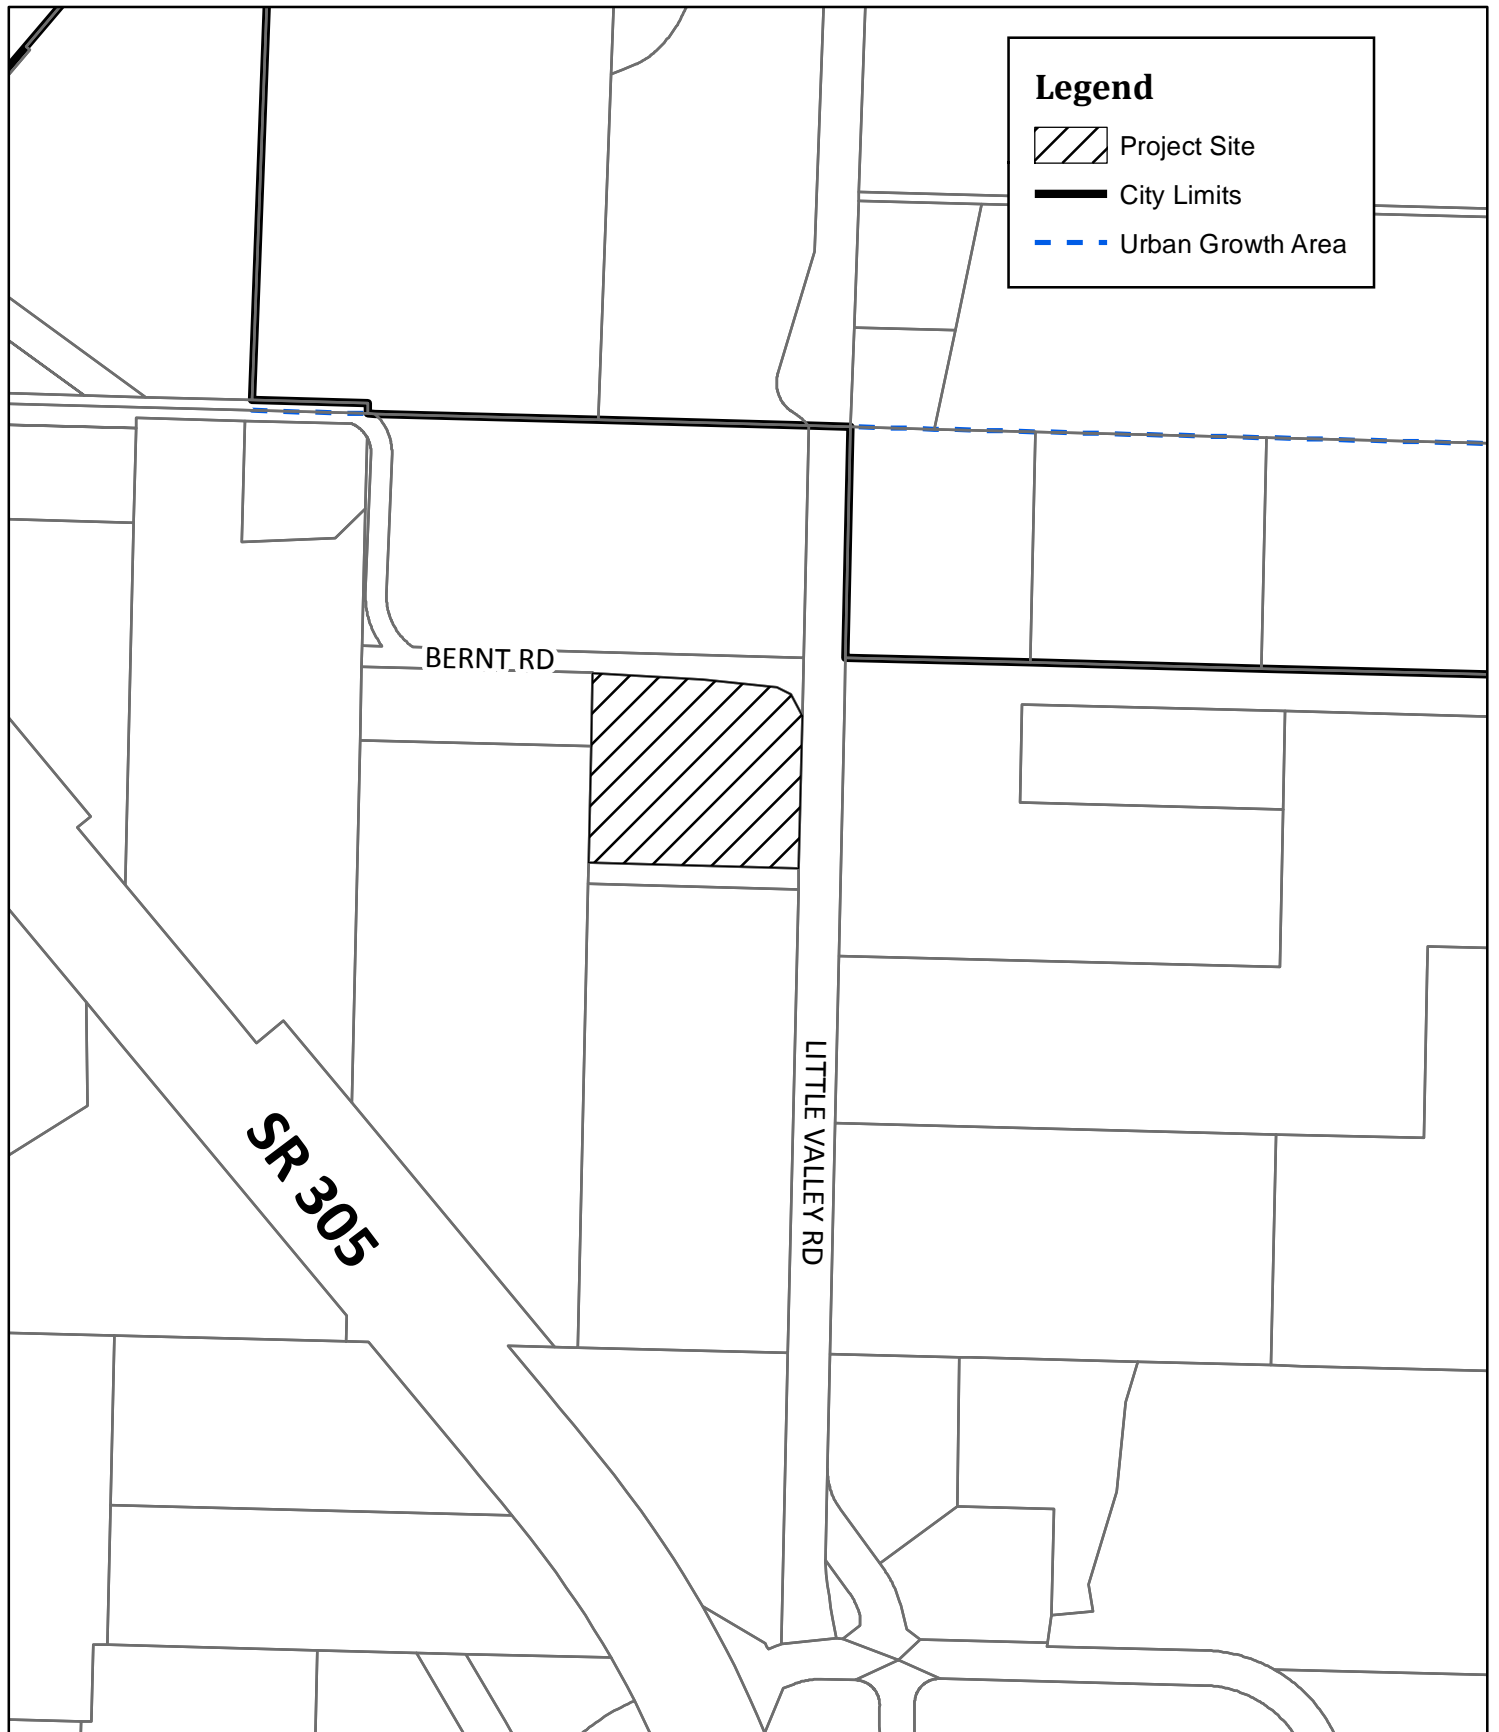 Legend
Project Site
City Limits
Urban Growth Area
BERNT RD
LITTLE VALLEY RD
SR 305